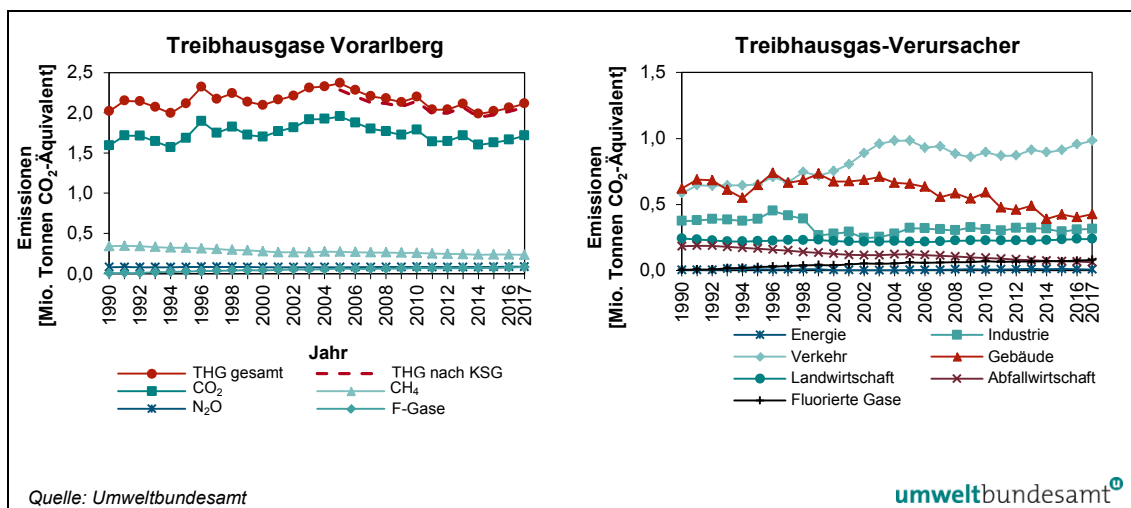 Treibhausgase Vorarlberg
Emissionen
[Mio. Tonnen CO₂-Äquivalent]
2,5
2,0
1,5
1,0
0,5
0,0
1990
1992
1994
1996
1998
2000
2002
2004
2006
2008
2010
2012
2014
2016
2017
Jahr
THG gesamt
THG nach KSG
CO₂
CH₄
N₂O
F-Gase
Treibhausgas-Verursacher
Emissionen
[Mio. Tonnen CO₂-Äquivalent]
1,5
1,0
0,5
0,0
1990
1992
1994
1996
1998
2000
2002
2004
2006
2008
2010
2012
2014
2016
2017
Energie
Industrie
Verkehr
Gebäude
Landwirtschaft
Abfallwirtschaft
Fluorierte Gase
Quelle: Umweltbundesamt
umweltbundesamt u